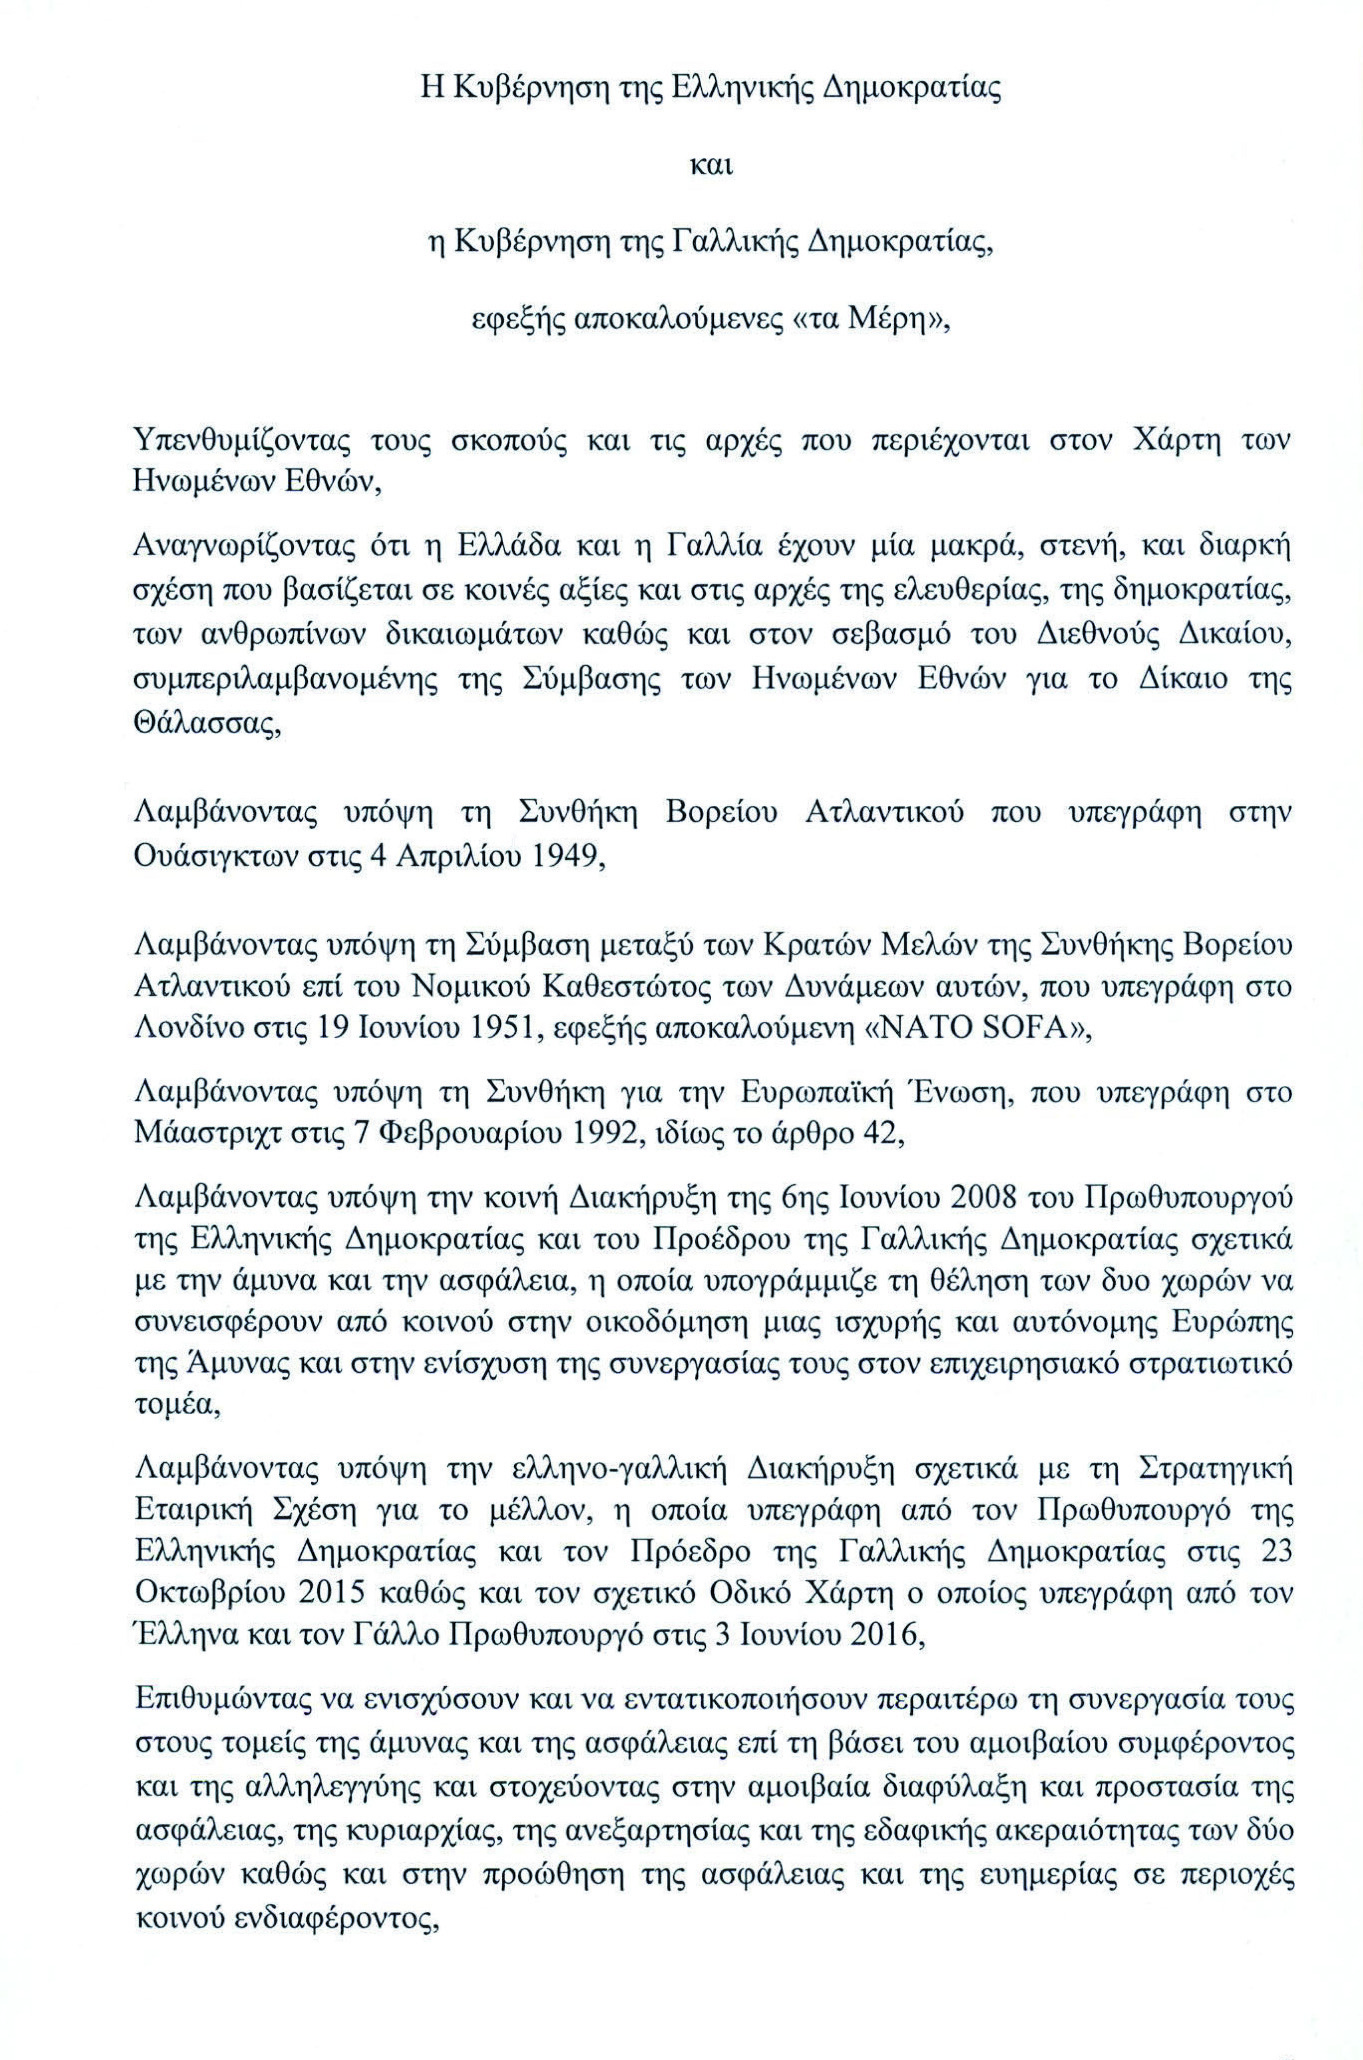 Η Κυβέρνηση της Ελληνικής Δημοκρατίας
και
η Κυβέρνηση της Γαλλικής Δημοκρατίας,
εφεξής αποκαλούμενες «τα Μέρη»,
Υπενθυμίζοντας τους σκοπούς και τις αρχές που περιέχονται στον Χάρτη των
Ηνωμένων Εθνών,
Αναγνωρίζοντας ότι η Ελλάδα και η Γαλλία έχουν μία μακρά, στενή, και διαρκή
σχέση που βασίζεται σε κοινές αξίες και στις αρχές της ελευθερίας, της δημοκρατίας,
των ανθρωπίνων δικαιωμάτων καθώς και στον σεβασμό του Διεθνούς Δικαίου,
συμπεριλαμβανομένης της Σύμβασης των Ηνωμένων Εθνών για το Δίκαιο της
Θάλασσας,
Λαμβάνοντας υπόψη τη Συνθήκη Βορείου Ατλαντικού που υπεγράφη στην
Ουάσιγκτων στις 4 Απριλίου 1949,
Λαμβάνοντας υπόψη τη Σύμβαση μεταξύ των Κρατών Μελών της Συνθήκης Βορείου
Ατλαντικού επί του Νομικού Καθεστώτος των Δυνάμεων αυτών, που υπεγράφη στο
Λονδίνο στις 19 Ιουνίου 1951, εφεξής αποκαλούμενη «NATO SOFA»,
Λαμβάνοντας υπόψη τη Συνθήκη για την Ευρωπαϊκή Ένωση, που υπεγράφη στο
Μάαστριχτ στις 7 Φεβρουαρίου 1992, ιδίως το άρθρο 42,
Λαμβάνοντας υπόψη την κοινή Διακήρυξη της 6ης Ιουνίου 2008 του Πρωθυπουργού
της Ελληνικής Δημοκρατίας και του Προέδρου της Γαλλικής Δημοκρατίας σχετικά
με την άμυνα και την ασφάλεια, η οποία υπογράμμιζε τη θέληση των δυο χωρών να
συνεισφέρουν από κοινού στην οικοδόμηση μιας ισχυρής και αυτόνομης Ευρώπης
της Άμυνας και στην ενίσχυση της συνεργασίας τους στον επιχειρησιακό στρατιωτικό
τομέα,
Λαμβάνοντας υπόψη την ελληνο-γαλλική Διακήρυξη σχετικά με τη Στρατηγική
Εταιρική Σχέση για το μέλλον, η οποία υπεγράφη από τον Πρωθυπουργό της
Ελληνικής Δημοκρατίας και τον Πρόεδρο της Γαλλικής Δημοκρατίας στις 23
Οκτωβρίου 2015 καθώς και τον σχετικό Οδικό Χάρτη ο οποίος υπεγράφη από τον
Έλληνα και τον Γάλλο Πρωθυπουργό στις 3 Ιουνίου 2016,
Επιθυμώντας να ενισχύσουν και να εντατικοποιήσουν περαιτέρω τη συνεργασία τους
στους τομείς της άμυνας και της ασφάλειας επί τη βάσει του αμοιβαίου συμφέροντος
και της αλληλεγγύης και στοχεύοντας στην αμοιβαία διαφύλαξη και προστασία της
ασφάλειας, της κυριαρχίας, της ανεξαρτησίας και της εδαφικής ακεραιότητας των δύο
χωρών καθώς και στην προώθηση της ασφάλειας και της ευημερίας σε περιοχές
κοινού ενδιαφέροντος,